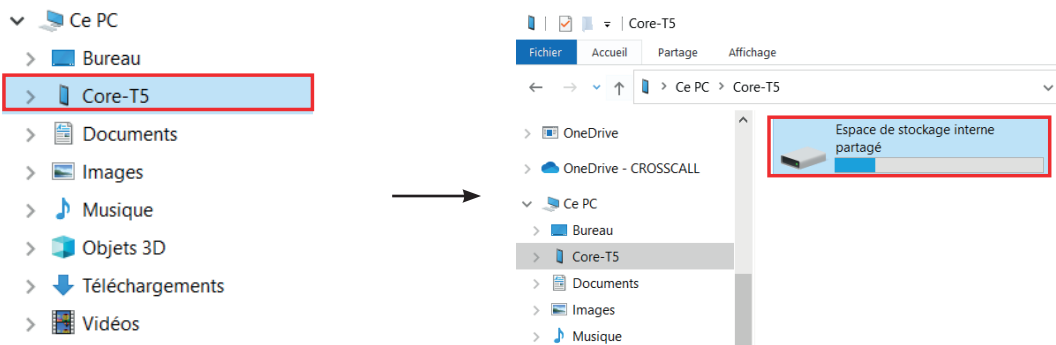 Ce PC
Bureau
Core-T5
Documents
Images
Musique
Objets 3D
Téléchargements
Vidéos
Core-T5
Fichier Accueil Partage Affichage
Ce PC > Core-T5
OneDrive
OneDrive - CROSSCALL
Ce PC
Bureau
Core-T5
Documents
Images
Musique
Espace de stockage interne
partagé